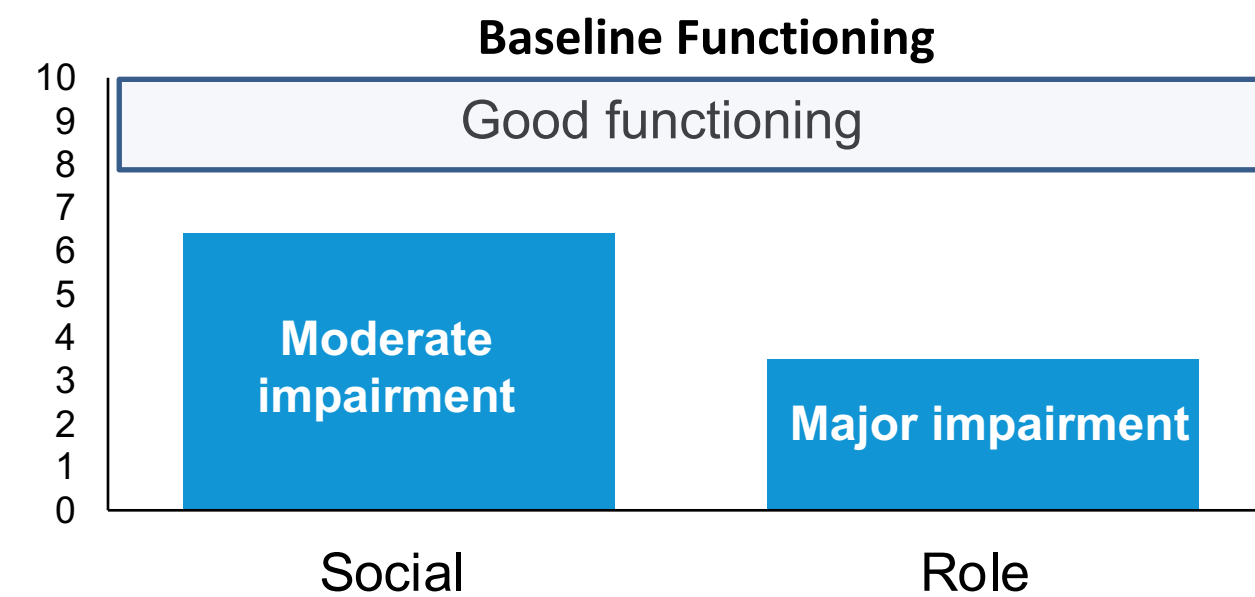 Baseline Functioning
10
9
8
7
6
5
4
3
2
1
0
Good functioning
Moderate
impairment
Major impairment
Social
Role